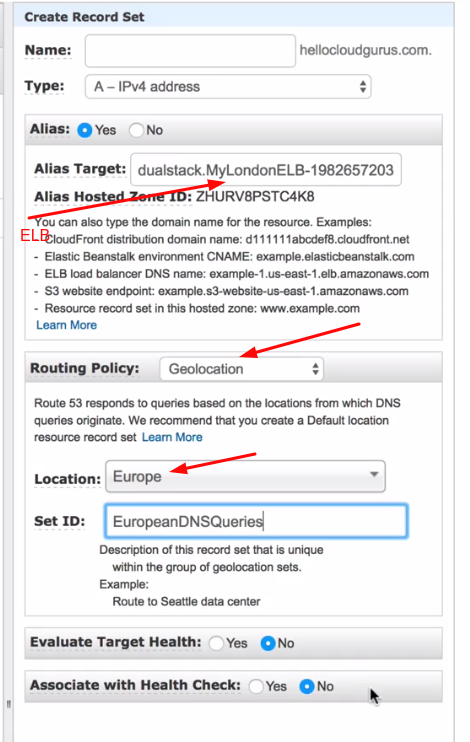 Create Record Set
Name: hellocloudgurus.com.
Type: A – IPv4 address
Alias: Yes No
Alias Target: dualstack.MyLondonELB-1982657203
Alias Hosted Zone ID: ZHURV8PSTC4K8
You can also type the domain name for the resource. Examples:
ELB
- CloudFront distribution domain name: d111111abcdef8.cloudfront.net
- Elastic Beanstalk environment CNAME: example.elasticbeanstalk.com
- ELB load balancer DNS name: example-1.us-east-1.elb.amazonaws.com
- S3 website endpoint: example.s3-website-us-east-1.amazonaws.com
- Resource record set in this hosted zone: www.example.com
Learn More
Routing Policy: Geolocation
Route 53 responds to queries based on the locations from which DNS
queries originate. We recommend that you create a Default location
resource record set Learn More
Location: Europe
Set ID: EuropeanDNSQueries
Description of this record set that is unique
within the group of geolocation sets.
Example:
Route to Seattle data center
Evaluate Target Health: Yes No
Associate with Health Check: Yes No